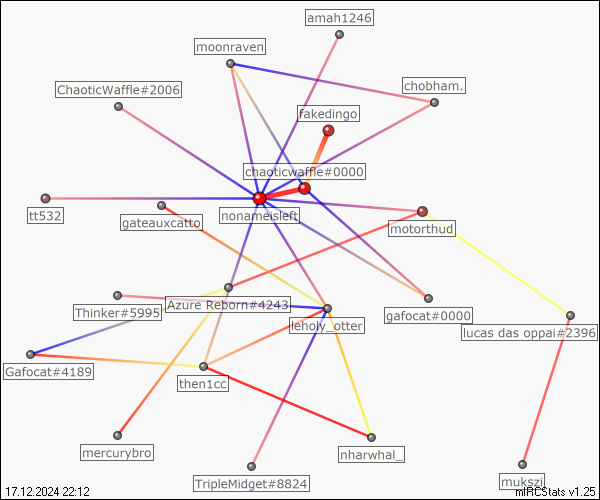 amah1246
moonraven
ChaoticWaffle#2006
chobham.
fakedingo
chaoticwaffle#0000
tt532
gateauxcatto
nonameisleft
motorthud
Azure Reborn#4243
Thinker#5995
gafocat#0000
leholy_otter
lucas das oppai#2396
Gafocat#4189
then1cc
mercurybro
nharwhal_
TripleMidget#8824
mukszi
17.12.2024 22:12
mIRCStats v1.25